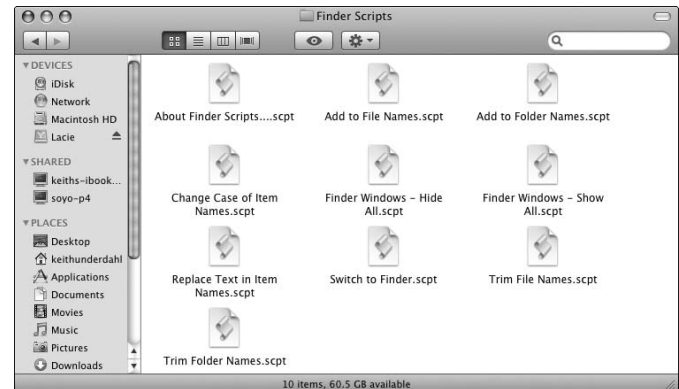 Finder Scripts
DEVICES
iDisk
Network
Macintosh HD
Lacie
SHARED
keiths-ibook...
soyo-p4
PLACES
Desktop
keithunderdahl
Applications
Documents
Movies
Music
Pictures
Downloads
About Finder Scripts....scpt
Add to File Names.scpt
Add to Folder Names.scpt
Change Case of Item
Names.scpt
Finder Windows – Hide
All.scpt
Finder Windows – Show
All.scpt
Replace Text in Item
Names.scpt
Switch to Finder.scpt
Trim File Names.scpt
Trim Folder Names.scpt
10 items, 60.5 GB available